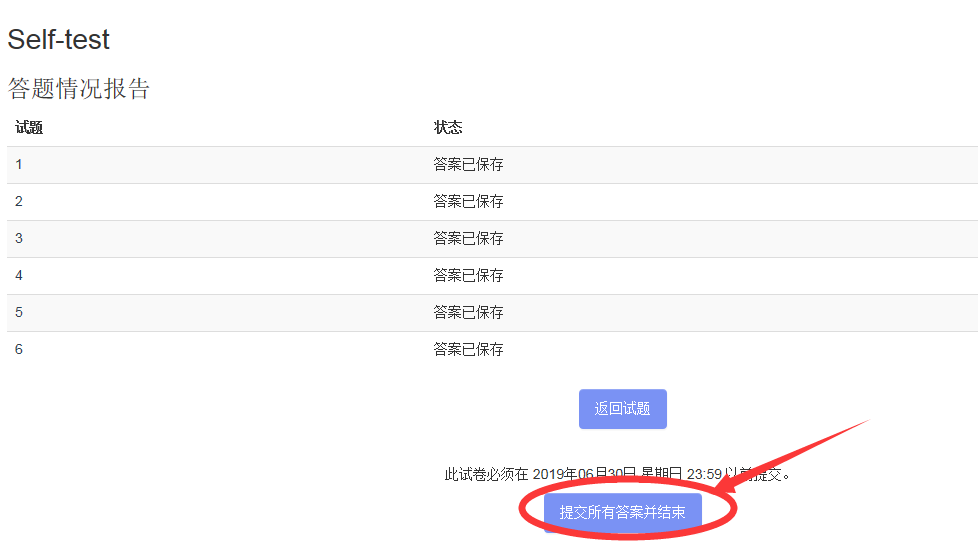 Self-test
答题情况报告
试题 状态
1 答案已保存
2 答案已保存
3 答案已保存
4 答案已保存
5 答案已保存
6 答案已保存
返回试题
此试卷必须在 2019年06月30日 星期日 23:59 以前提交。
提交所有答案并结束